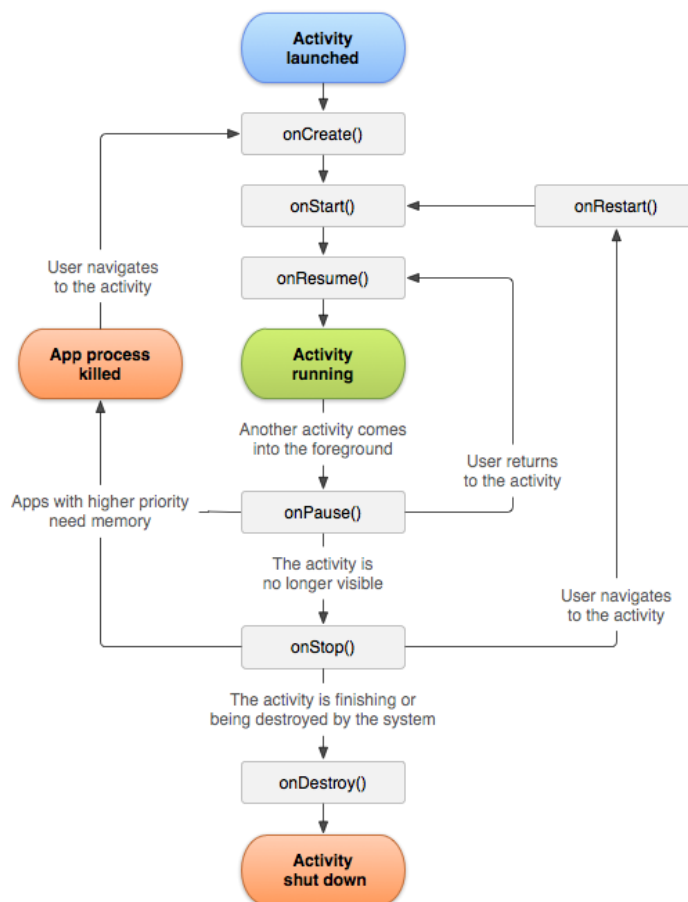 Activity
launched
onCreate()
onStart()
onRestart()
User navigates
to the activity
onResume()
App process
killed
Activity
running
Another activity comes
into the foreground
User returns
to the activity
Apps with higher priority
need memory
onPause()
The activity is
no longer visible
User navigates
to the activity
onStop()
The activity is finishing or
being destroyed by the system
onDestroy()
Activity
shut down